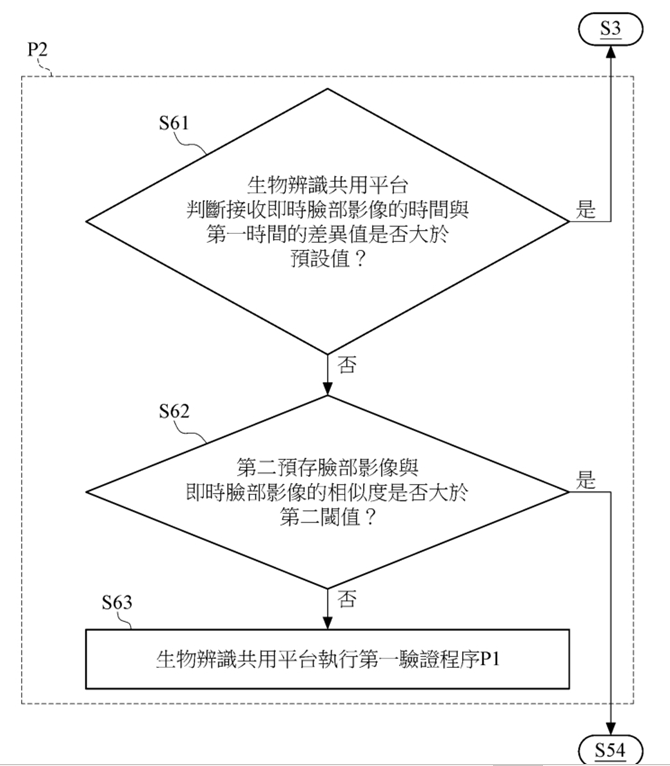 S3
P2
S61
生物辨識共用平台
判斷接收即時臉部影像的時間與
第一時間的差異值是否大於
預設值？
是
否
S62
第二預存臉部影像與
即時臉部影像的相似度是否大於
第二閾值？
是
否
S63
生物辨識共用平台執行第一驗證程序P1
S54